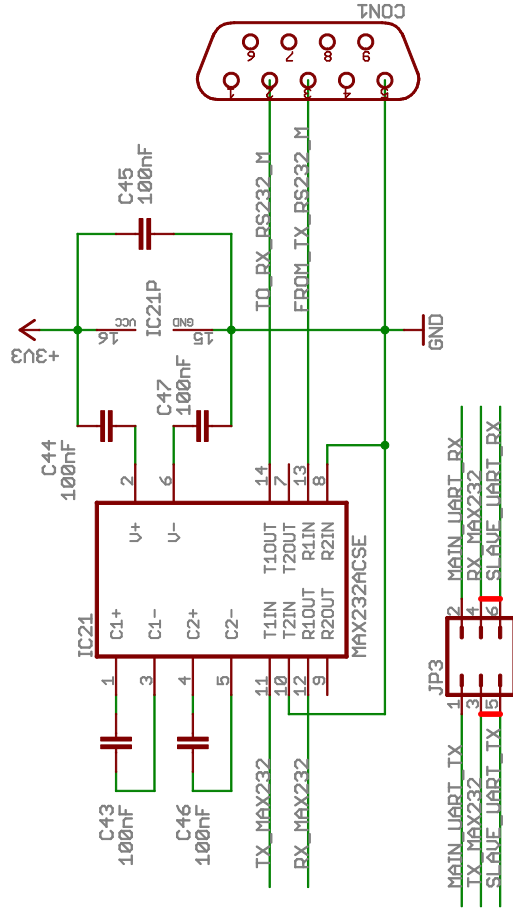 CON1
6
7
8
9
1
2
3
4
5
C45
100nF
TO_RX_RS232_M
FROM_TX_RS232_M
+3V3
16
VCC
IC21P
GND
15
GND
C44
100nF
C47
100nF
2
6
14
7
13
8
V+
V-
T1OUT
T2OUT
R1IN
R2IN
IC21
MAX232ACSE
C1+
C1-
C2+
C2-
T1IN
T2IN
R1OUT
R2OUT
1
3
4
5
11
10
12
9
C43
100nF
C46
100nF
TX_MAX232
RX_MAX232
MAIN_UART_RX
RX_MAX232
SLAVE_UART_RX
2
4
6
JP3
1
3
5
MAIN_UART_TX
TX_MAX232
SLAVE_UART_TX